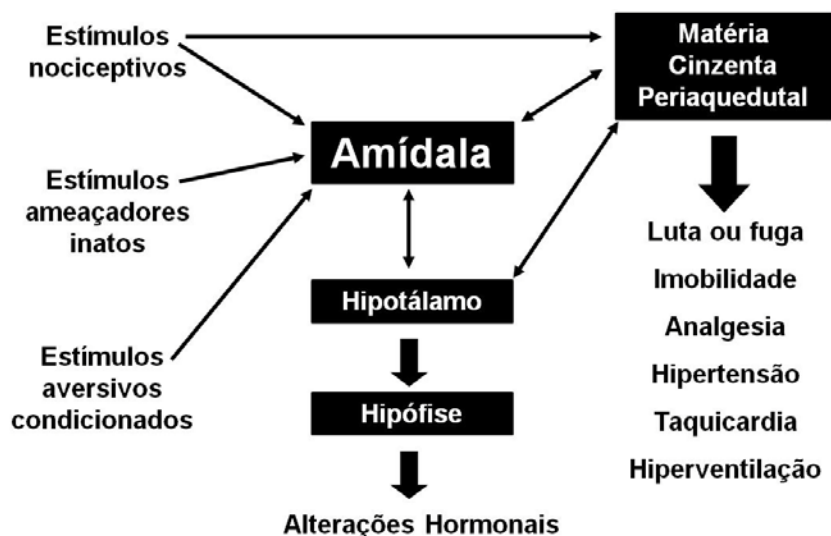 Estímulos
nociceptivos
Matéria
Cinzenta
Periaquedutal
Amídala
Estímulos
ameaçadores
inatos
Luta ou fuga
Imobilidade
Analgesia
Hipertensão
Taquicardia
Hiperventilação
Hipotálamo
Estímulos
aversivos
condicionados
Hipófise
Alterações Hormonais